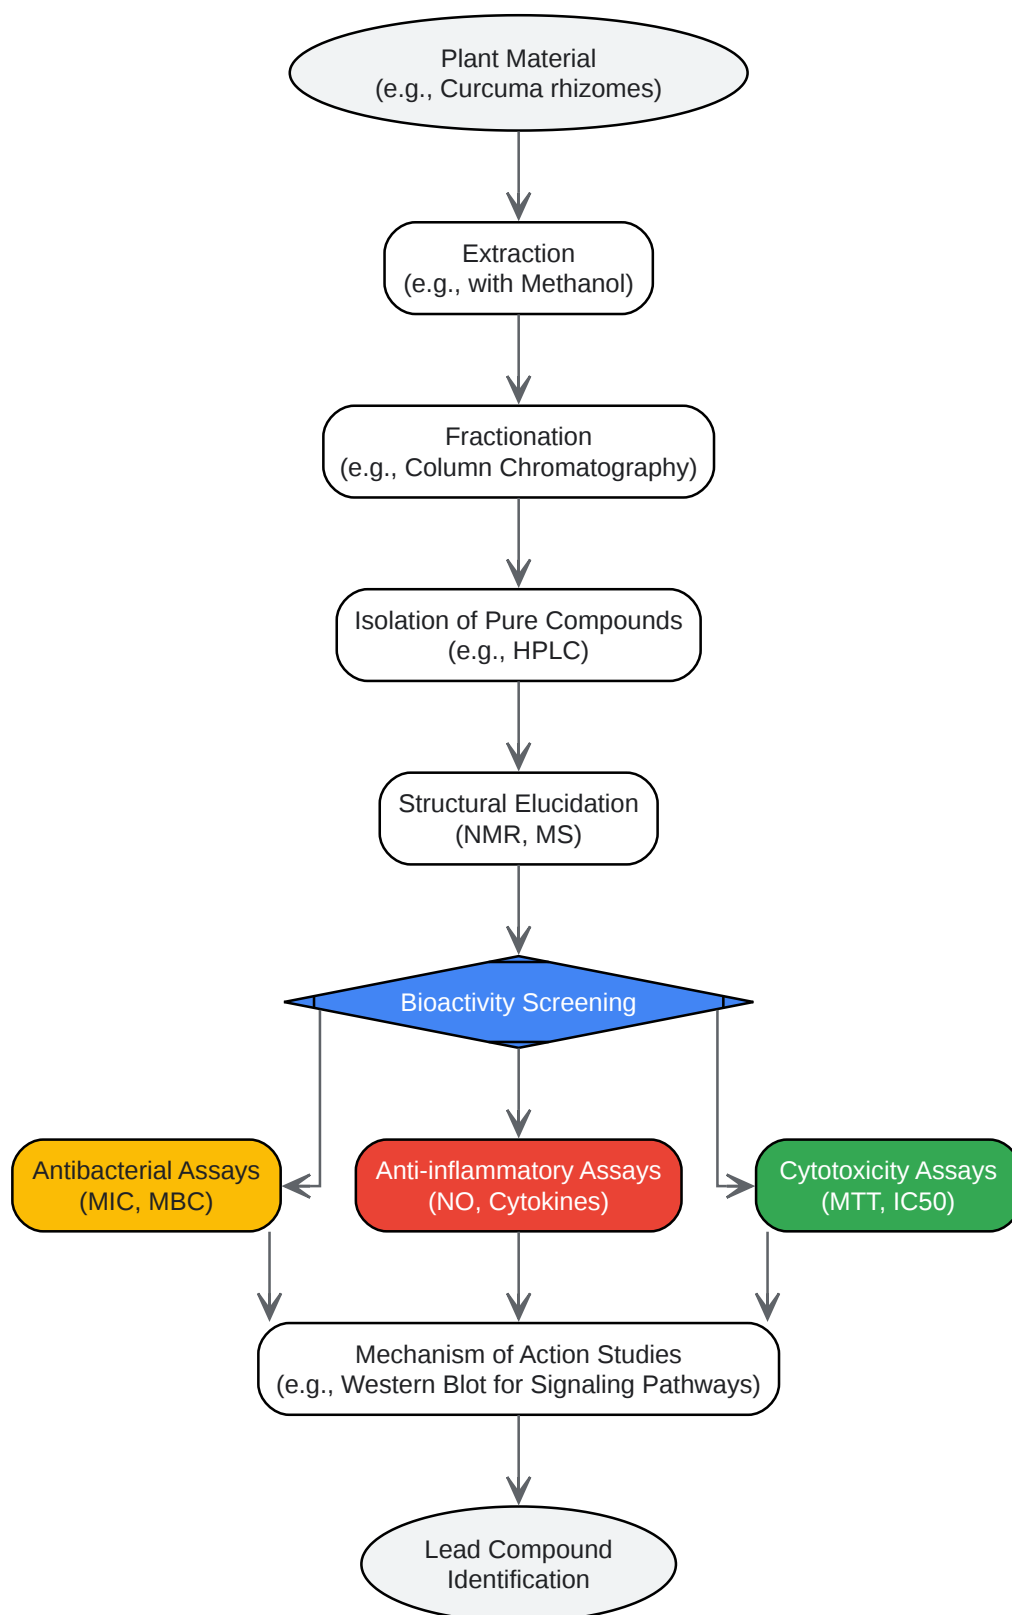 Plant Material
(e.g., Curcuma rhizomes)
Extraction
(e.g., with Methanol)
Fractionation
(e.g., Column Chromatography)
Isolation of Pure Compounds
(e.g., HPLC)
Structural Elucidation
(NMR, MS)
Bioactivity Screening
Antibacterial Assays
(MIC, MBC)
Anti-inflammatory Assays
(NO, Cytokines)
Cytotoxicity Assays
(MTT, IC50)
Mechanism of Action Studies
(e.g., Western Blot for Signaling Pathways)
Lead Compound
Identification